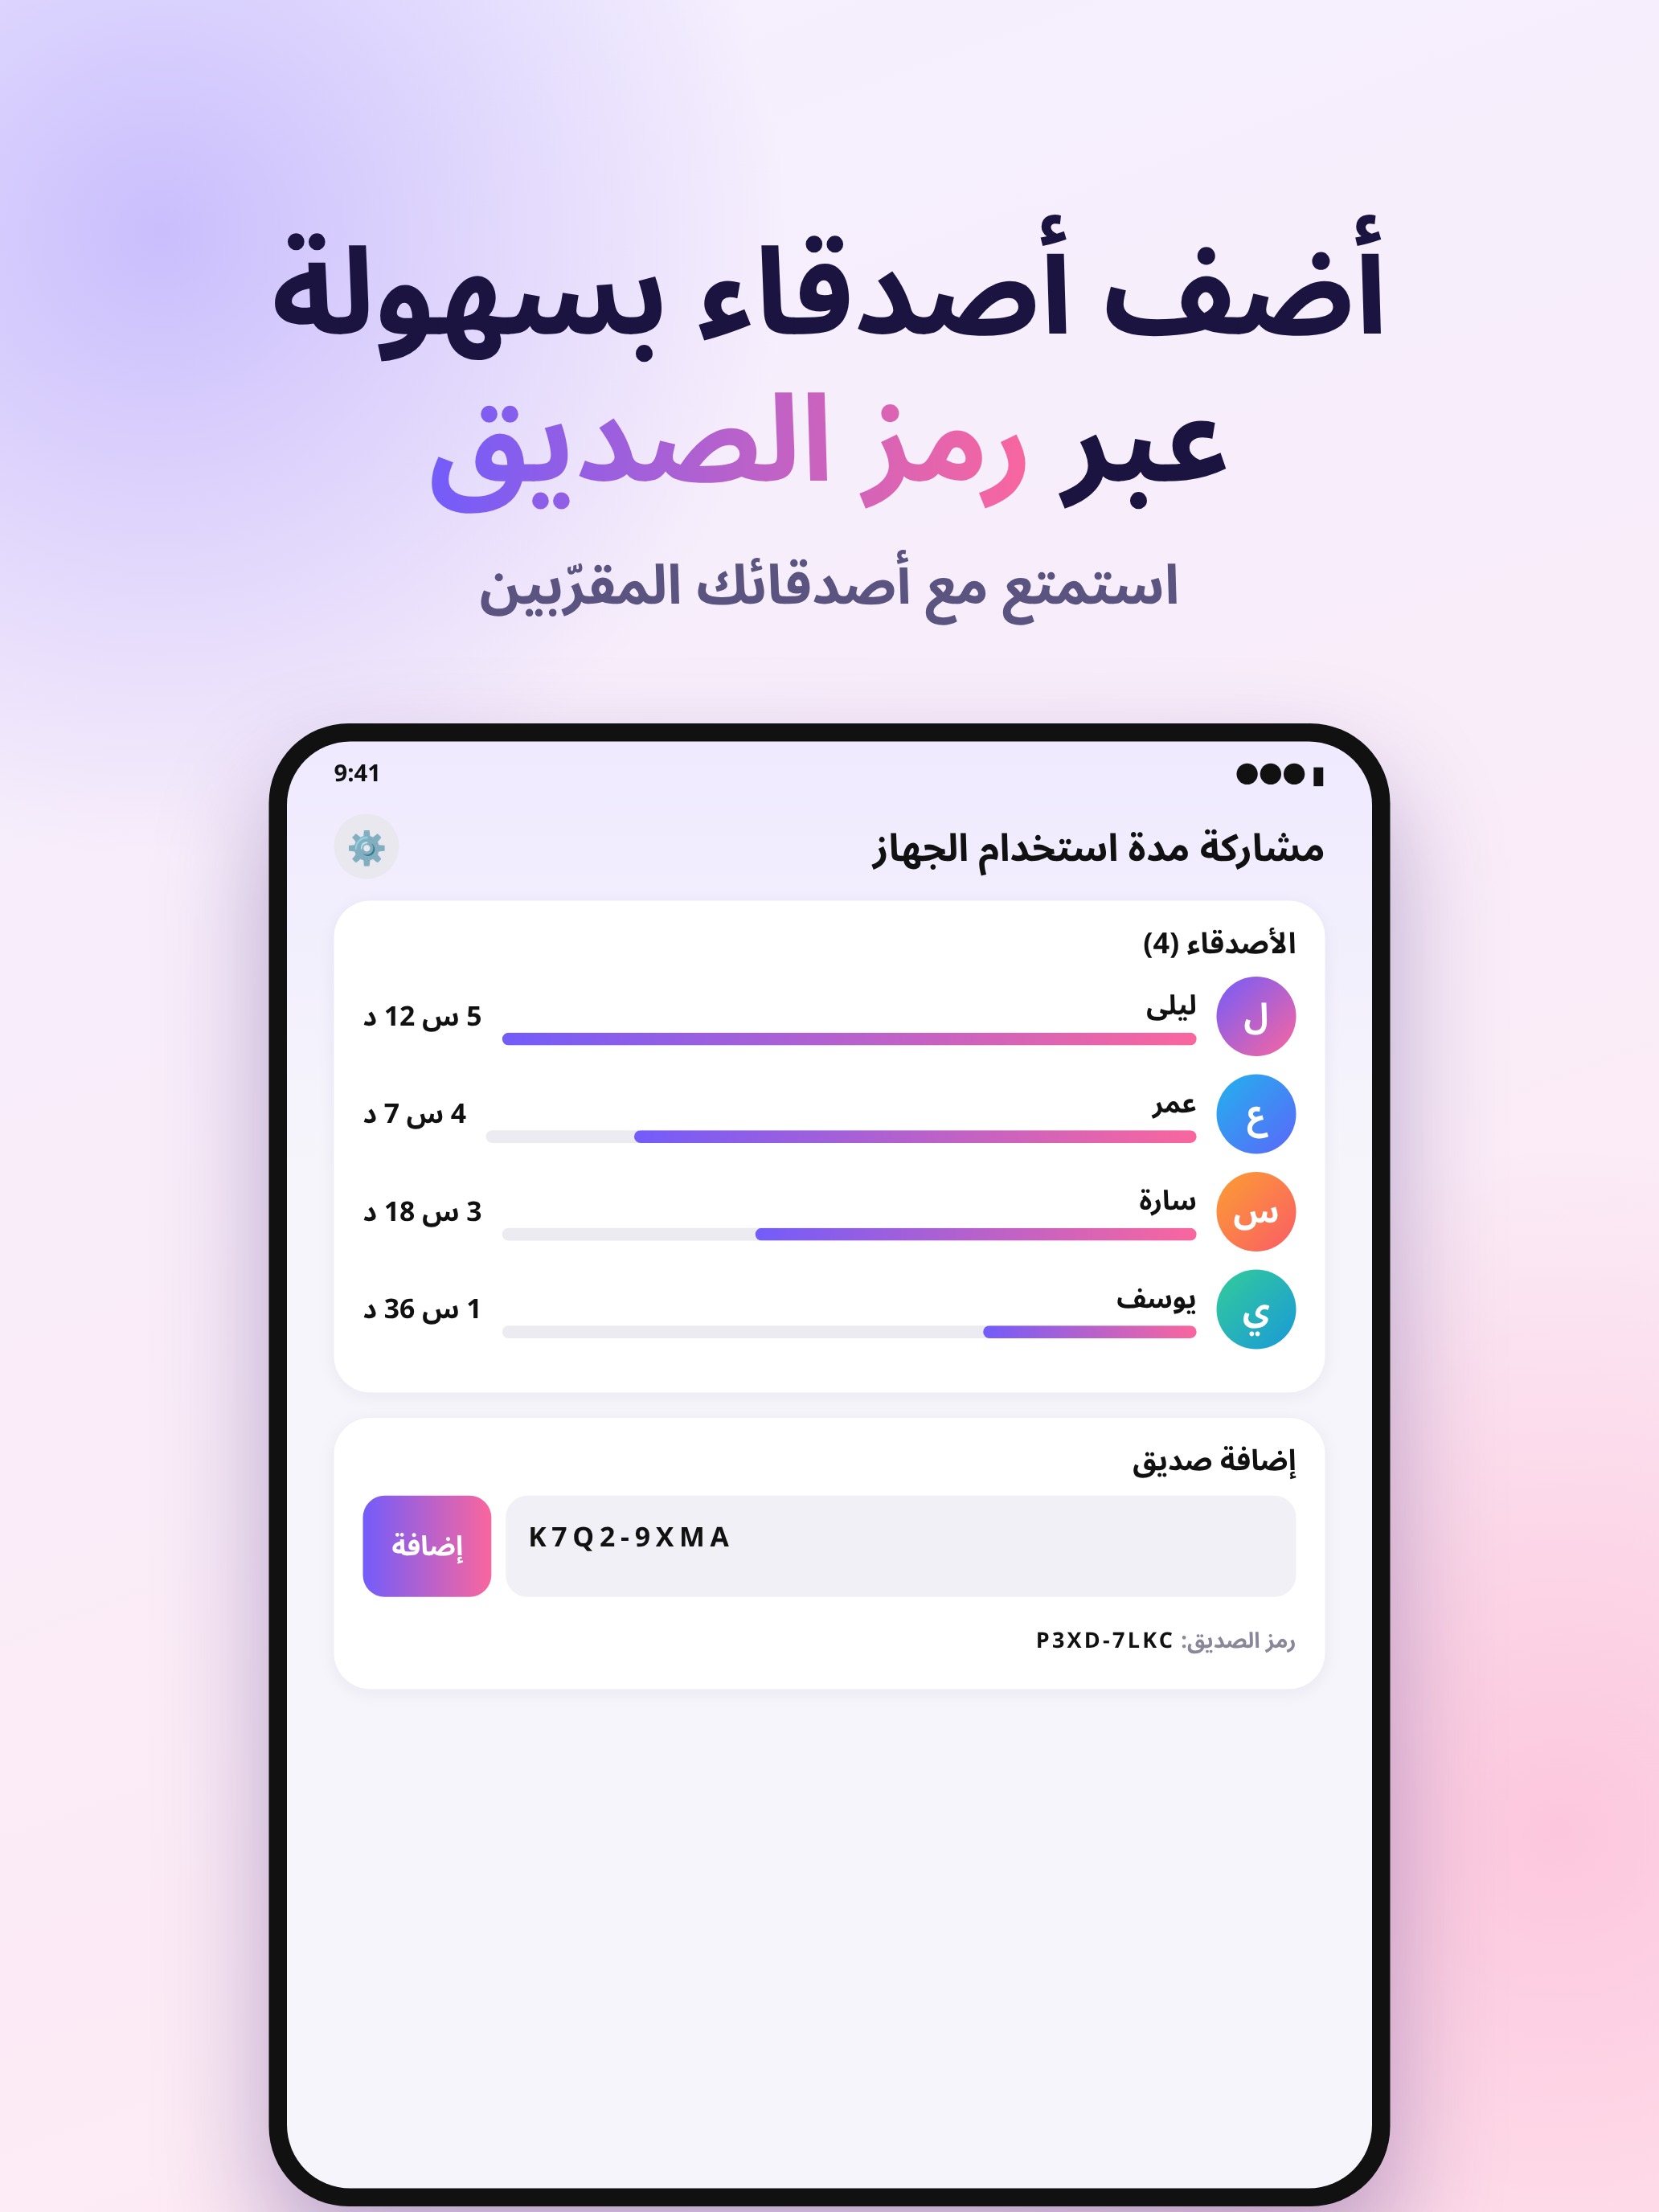 أضف أصدقاء بسهولة
عبر رمز الصديق
استمتع مع أصدقائك المقرّبين
9:41
مشاركة مدة استخدام الجهاز
الأصدقاء (4)
ل
ليلى
5 س 12 د
ع
عمر
4 س 7 د
س
سارة
3 س 18 د
ي
يوسف
1 س 36 د
إضافة صديق
K7Q2-9XMA
إضافة
رمز الصديق: P3XD-7LKC